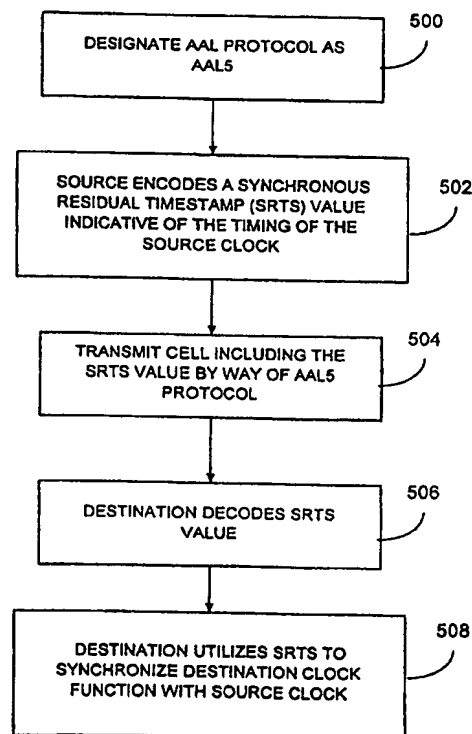 500
DESIGNATE AAL PROTOCOL AS
AAL5
502
SOURCE ENCODES A SYNCHRONOUS
RESIDUAL TIMESTAMP (SRTS) VALUE
INDICATIVE OF THE TIMING OF THE
SOURCE CLOCK
504
TRANSMIT CELL INCLUDING THE
SRTS VALUE BY WAY OF AAL5
PROTOCOL
506
DESTINATION DECODES SRTS
VALUE
508
DESTINATION UTILIZES SRTS TO
SYNCHRONIZE DESTINATION CLOCK
FUNCTION WITH SOURCE CLOCK